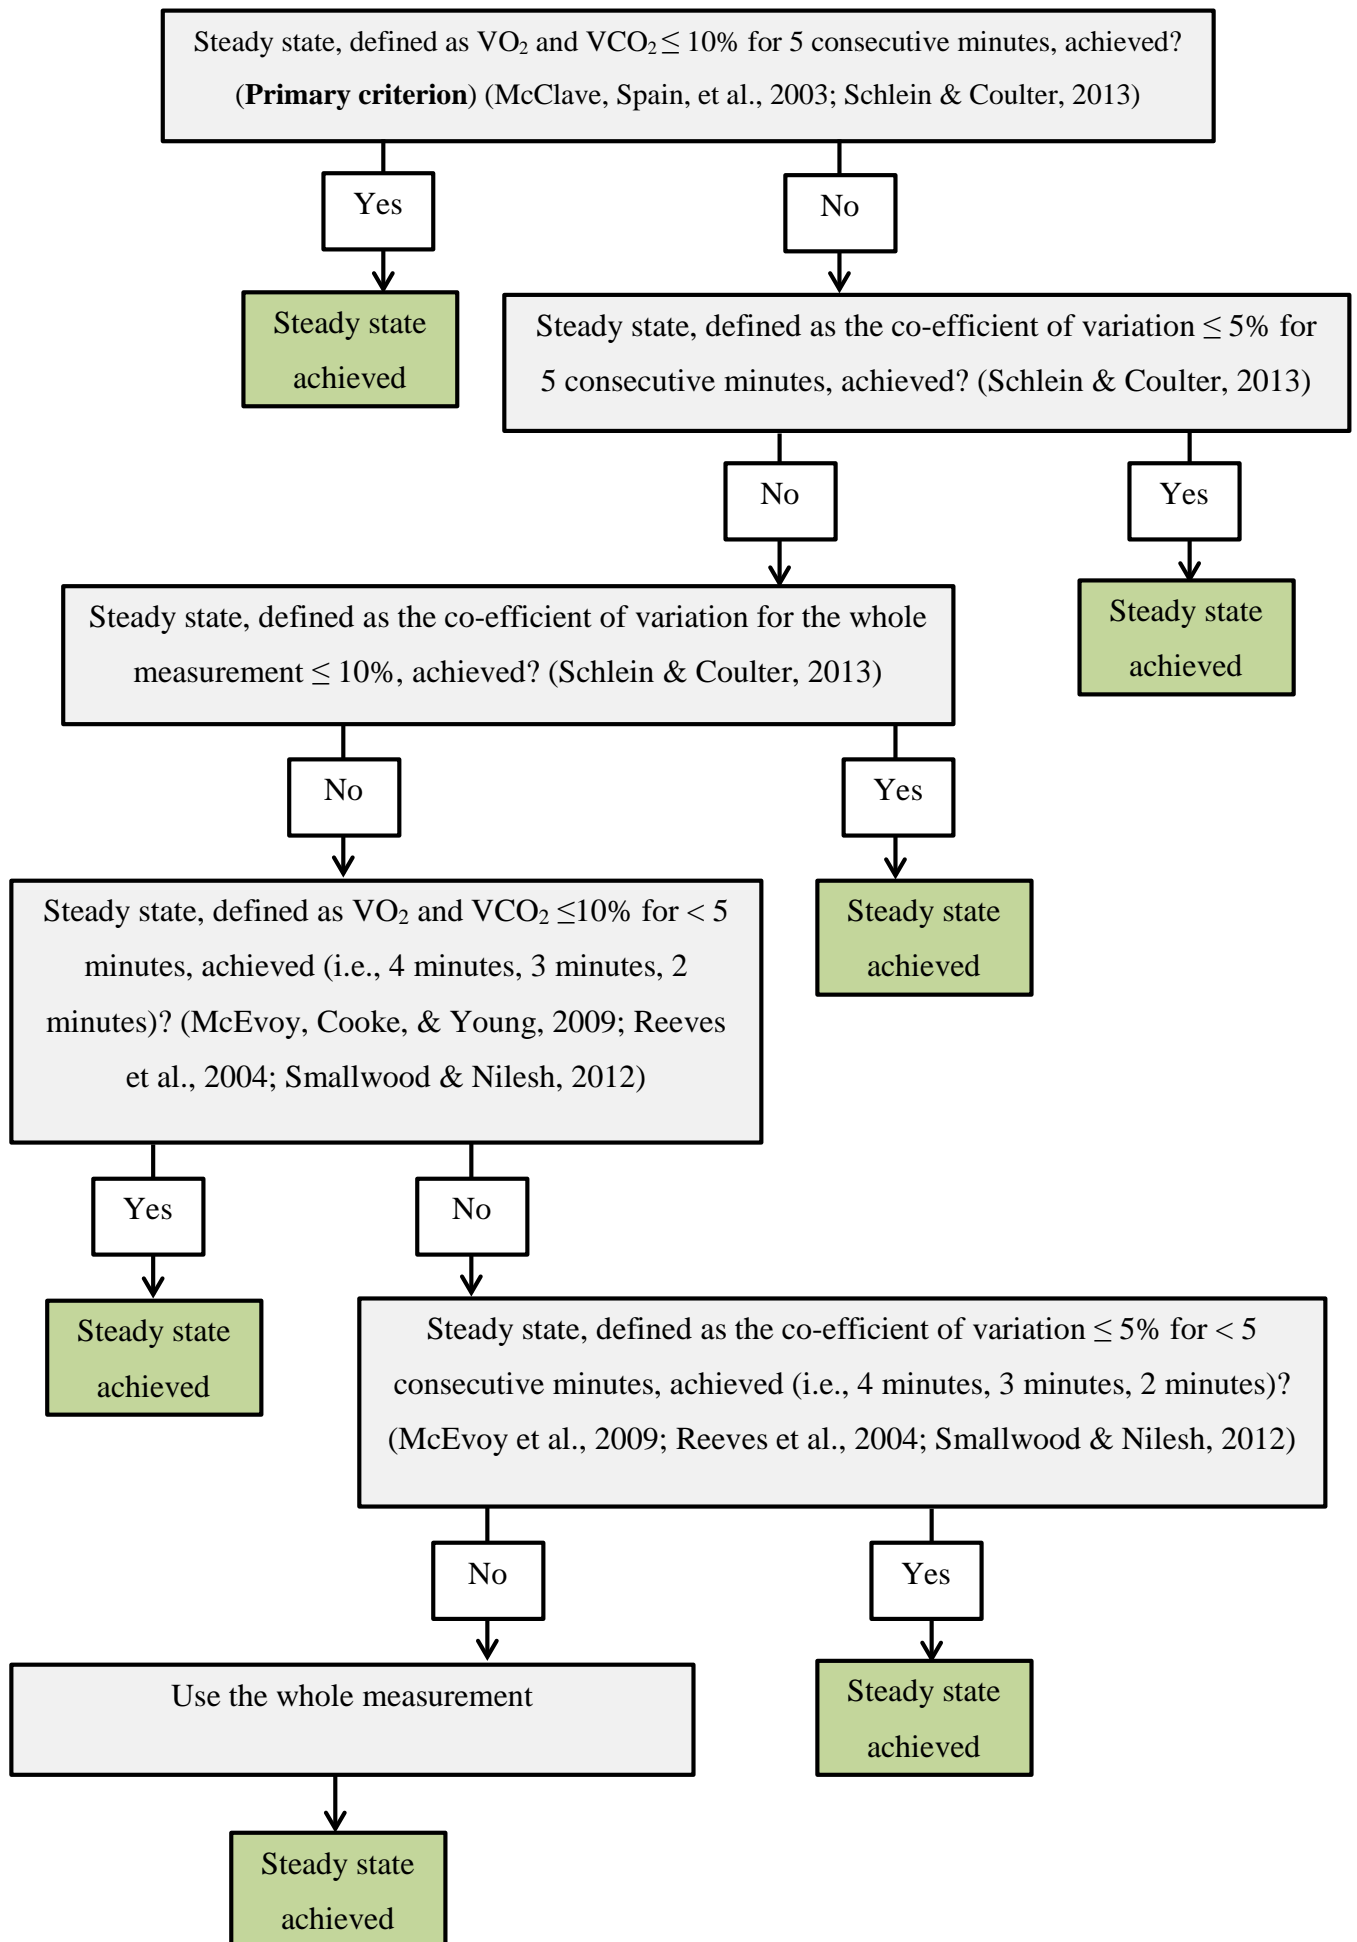 Steady state, defined as VO₂ and VCO₂ ≤ 10% for 5 consecutive minutes, achieved?
(Primary criterion) (McClave, Spain, et al., 2003; Schlein & Coulter, 2013)
Yes
No
Steady state
achieved
Steady state, defined as the co-efficient of variation ≤ 5% for
5 consecutive minutes, achieved? (Schlein & Coulter, 2013)
No
Yes
Steady state
achieved
Steady state, defined as the co-efficient of variation for the whole
measurement ≤ 10%, achieved? (Schlein & Coulter, 2013)
No
Yes
Steady state
achieved
Steady state, defined as VO₂ and VCO₂ ≤10% for < 5
minutes, achieved (i.e., 4 minutes, 3 minutes, 2
minutes)? (McEvoy, Cooke, & Young, 2009; Reeves
et al., 2004; Smallwood & Nilesh, 2012)
Yes
No
Steady state
achieved
Steady state, defined as the co-efficient of variation ≤ 5% for < 5
consecutive minutes, achieved (i.e., 4 minutes, 3 minutes, 2 minutes)?
(McEvoy et al., 2009; Reeves et al., 2004; Smallwood & Nilesh, 2012)
No
Yes
Use the whole measurement
Steady state
achieved
Steady state
achieved